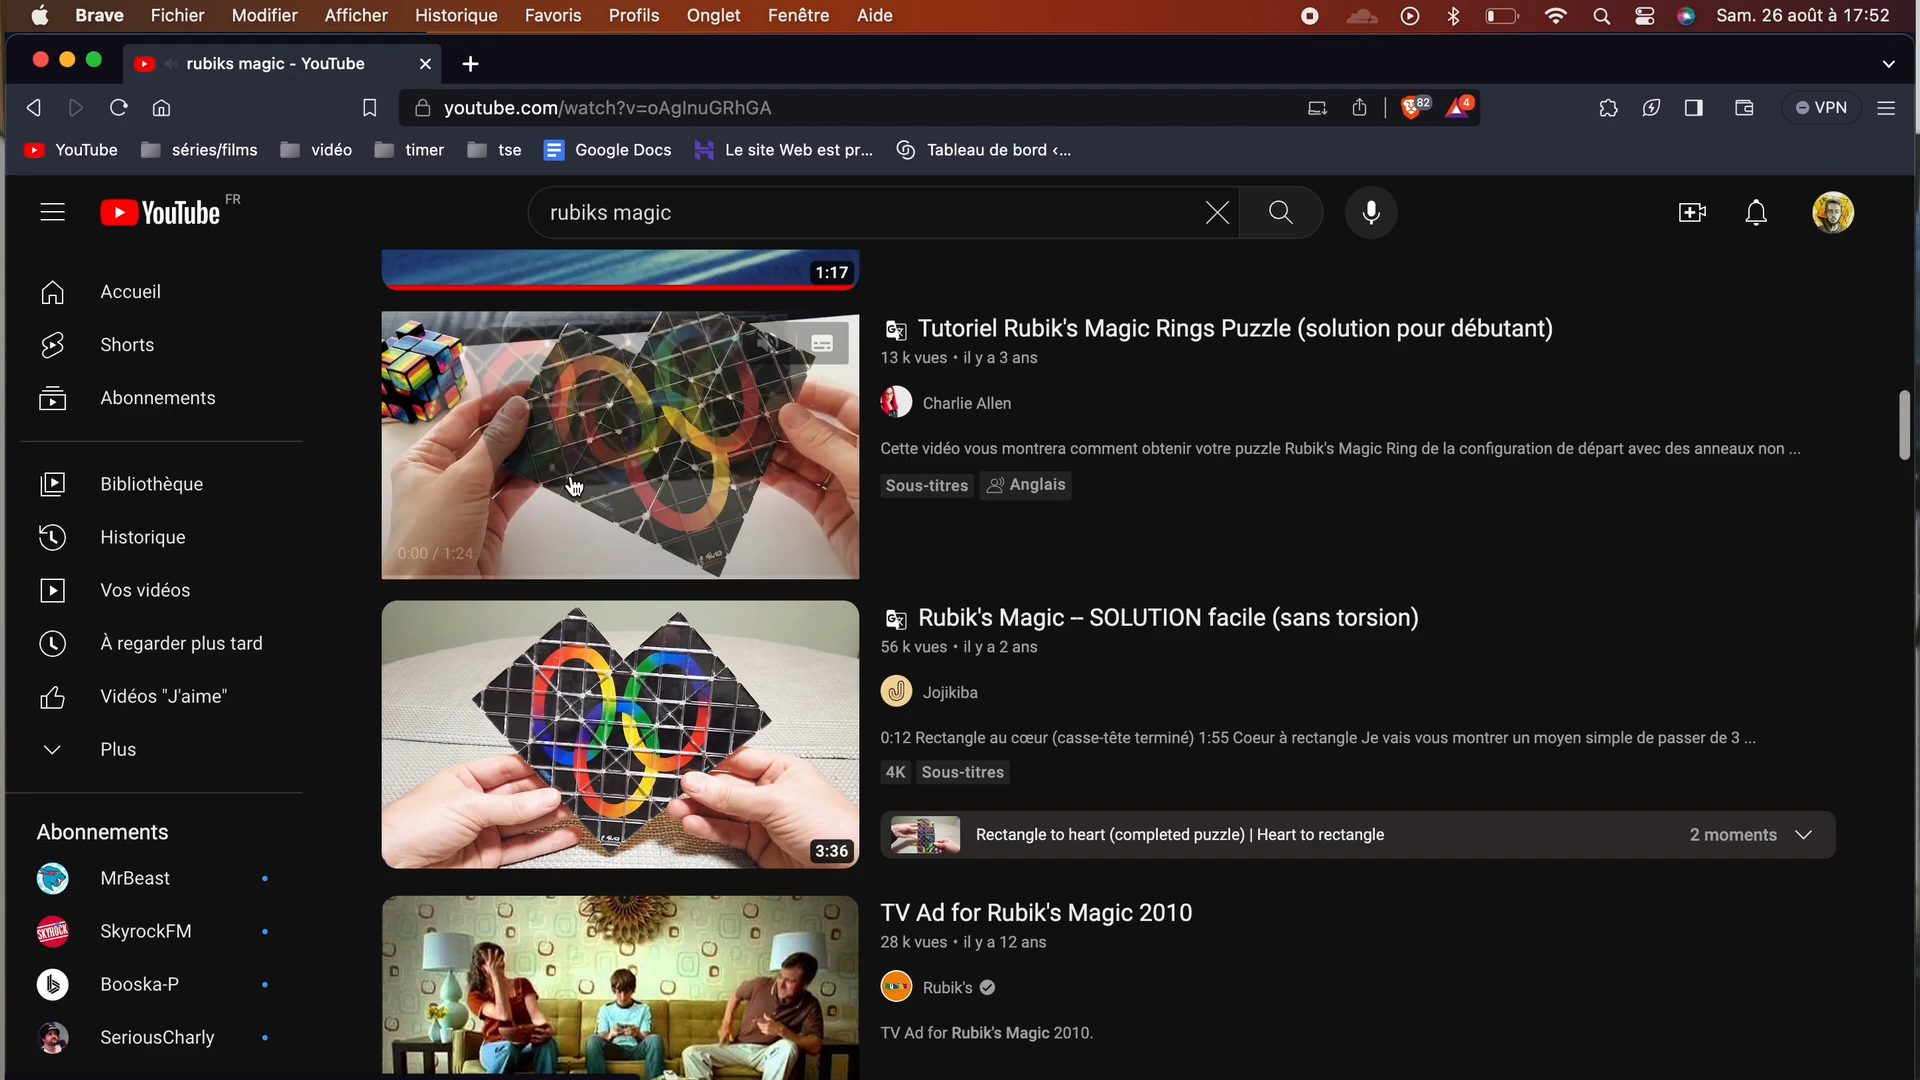 Brave Fichier Modifier Afficher Historique Favoris Profils Onglet Fenêtre Aide Sam. 26 août à 17:52
rubiks magic - YouTube
youtube.com/watch?v=oAgInuGRhGA 82 4 VPN
YouTube séries/films vidéo timer tse Google Docs Le site Web est pr... Tableau de bord <...
YouTube FR
rubiks magic
1:17
Accueil
Shorts
Abonnements
Bibliothèque
Historique
Vos vidéos
À regarder plus tard
Vidéos "J'aime"
Plus
Abonnements
MrBeast
SkyrockFM
Booska-P
SeriousCharly
0:00 / 1:24
Tutoriel Rubik's Magic Rings Puzzle (solution pour débutant)
13 k vues • il y a 3 ans
Charlie Allen
Cette vidéo vous montrera comment obtenir votre puzzle Rubik's Magic Ring de la configuration de départ avec des anneaux non ...
Sous-titres Anglais
3:36
Rubik's Magic – SOLUTION facile (sans torsion)
56 k vues • il y a 2 ans
Jojikiba
0:12 Rectangle au cœur (casse-tête terminé) 1:55 Coeur à rectangle Je vais vous montrer un moyen simple de passer de 3 ...
4K Sous-titres
Rectangle to heart (completed puzzle) | Heart to rectangle 2 moments
TV Ad for Rubik's Magic 2010
28 k vues • il y a 12 ans
Rubik's
TV Ad for Rubik's Magic 2010.